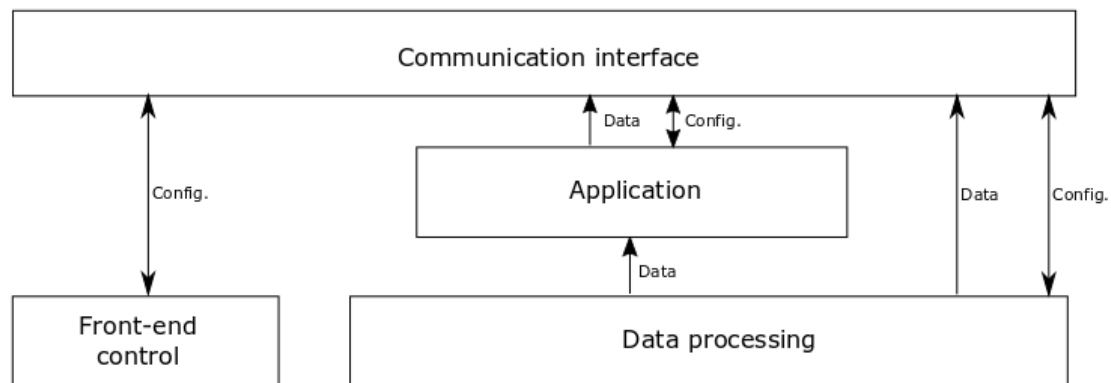 Communication interface
Data
Config.
Application
Config.
Data
Config.
Data
Front-end
control
Data processing